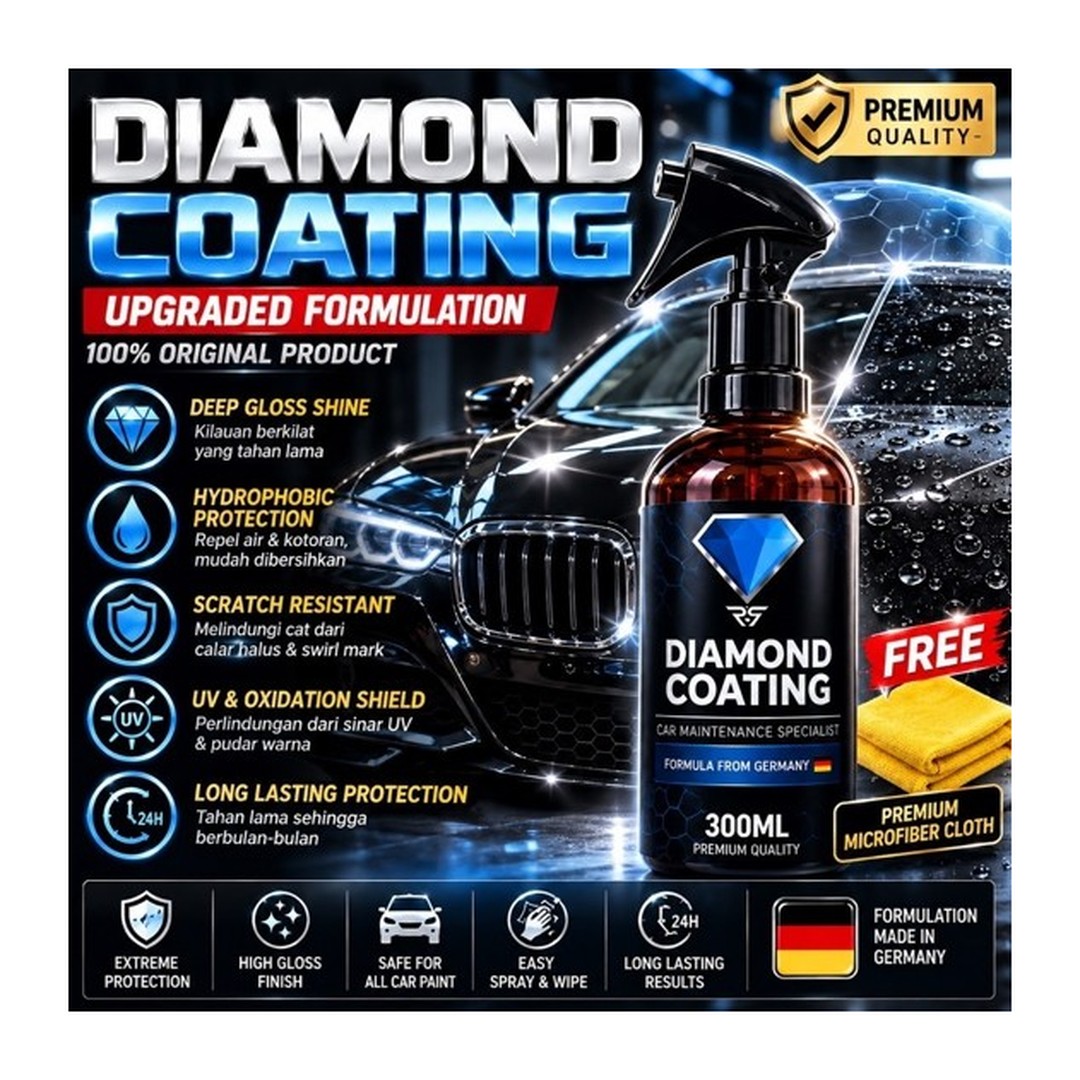 DIAMOND
COATING
UPGRADED FORMULATION
100% ORIGINAL PRODUCT
PREMIUM
QUALITY-
DEEP GLOSS SHINE
Kilauan berkilat
yang tahan lama
HYDROPHOBIC
PROTECTION
Repel air & kotoran,
mudah dibersihkan
SCRATCH RESISTANT
Melindungi cat dari
calar halus & swirl mark
UV
UV & OXIDATION SHIELD
Perlindungan dari sinar UV
& pudar warna
24H
LONG LASTING PROTECTION
Tahan lama sehingga
berbulan-bulan
RS
DIAMOND
COATING
CAR MAINTENANCE SPECIALIST
FORMULA FROM GERMANY
300ML
PREMIUM QUALITY
FREE
PREMIUM
MICROFIBER CLOTH
EXTREME
PROTECTION
HIGH GLOSS
FINISH
SAFE FOR
ALL CAR PAINT
EASY
SPRAY & WIPE
24H
LONG LASTING
RESULTS
FORMULATION
MADE IN
GERMANY